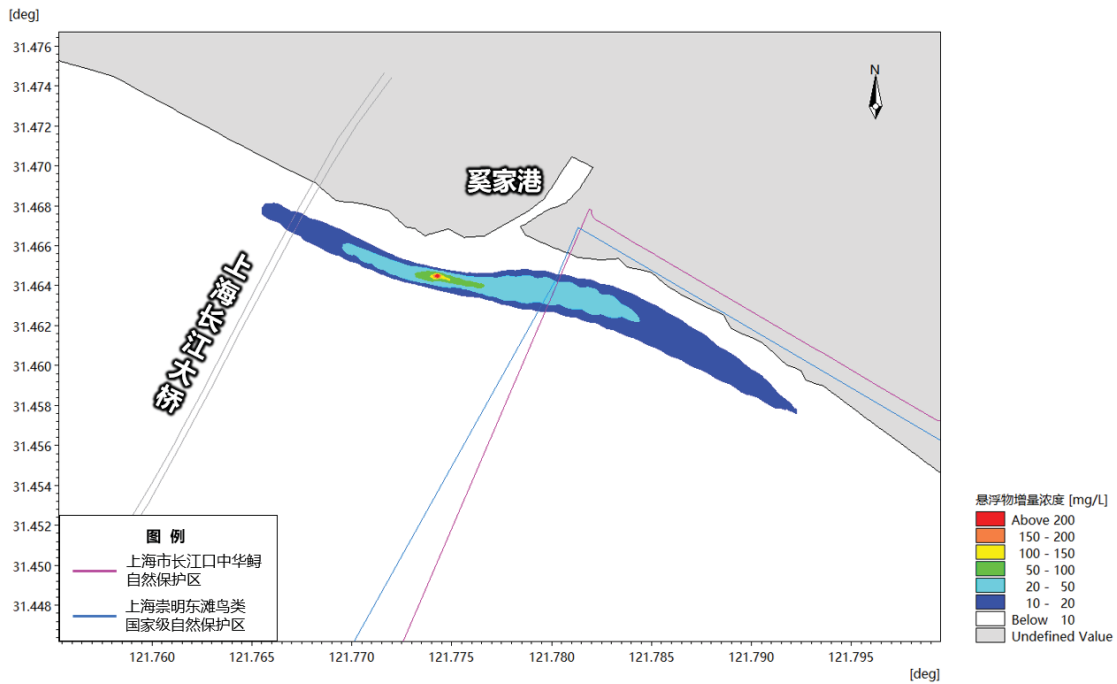 [deg]
31.476
31.474
31.472
31.470
31.468
31.466
31.464
31.462
31.460
31.458
31.456
31.454
31.452
31.450
31.448
N
奚家港
上海长江大桥
图 例
上海市长江口中华鲟
自然保护区
上海崇明东滩鸟类
国家级自然保护区
121.760
121.765
121.770
121.775
121.780
121.785
121.790
121.795
[deg]
悬浮物增量浓度 [mg/L]
Above 200
150 - 200
100 - 150
50 - 100
20 - 50
10 - 20
Below 10
Undefined Value